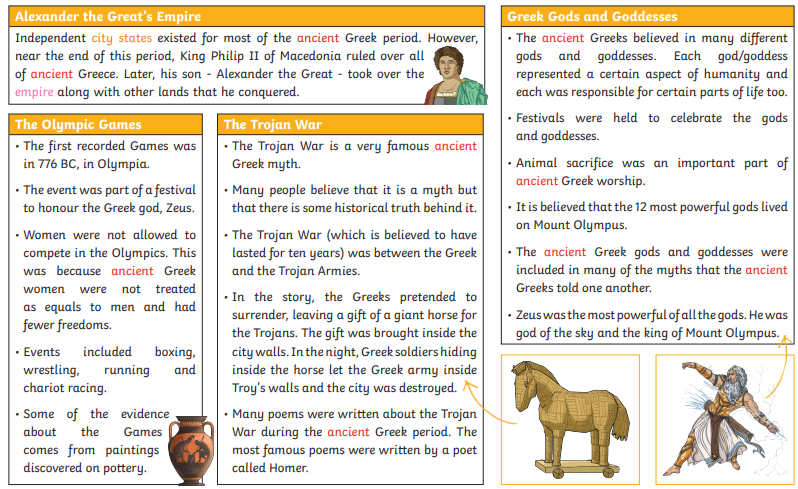 Alexander the Great's Empire
Independent city states existed for most of the ancient Greek period. However,
near the end of this period, King Philip II of Macedonia ruled over all
of ancient Greece. Later, his son - Alexander the Great - took over the
empire along with other lands that he conquered.
The Olympic Games
• The first recorded Games was
in 776 BC, in Olympia.
• The event was part of a festival
to honour the Greek god, Zeus.
• Women were not allowed to
compete in the Olympics. This
was because ancient Greek
women were not treated
as equals to men and had
fewer freedoms.
• Events included boxing,
wrestling, running and
chariot racing.
• Some of the evidence
about the Games
comes from paintings
discovered on pottery.
The Trojan War
• The Trojan War is a very famous ancient
Greek myth.
• Many people believe that it is a myth but
that there is some historical truth behind it.
• The Trojan War (which is believed to have
lasted for ten years) was between the Greek
and the Trojan Armies.
• In the story, the Greeks pretended to
surrender, leaving a gift of a giant horse for
the Trojans. The gift was brought inside the
city walls. In the night, Greek soldiers hiding
inside the horse let the Greek army inside
Troy's walls and the city was destroyed.
• Many poems were written about the Trojan
War during the ancient Greek period. The
most famous poems were written by a poet
called Homer.
Greek Gods and Goddesses
• The ancient Greeks believed in many different
gods and goddesses. Each god/goddess
represented a certain aspect of humanity and
each was responsible for certain parts of life too.
• Festivals were held to celebrate the gods
and goddesses.
• Animal sacrifice was an important part of
ancient Greek worship.
• It is believed that the 12 most powerful gods lived
on Mount Olympus.
• The ancient Greek gods and goddesses were
included in many of the myths that the ancient
Greeks told one another.
• Zeus was the most powerful of all the gods. He was
god of the sky and the king of Mount Olympus.